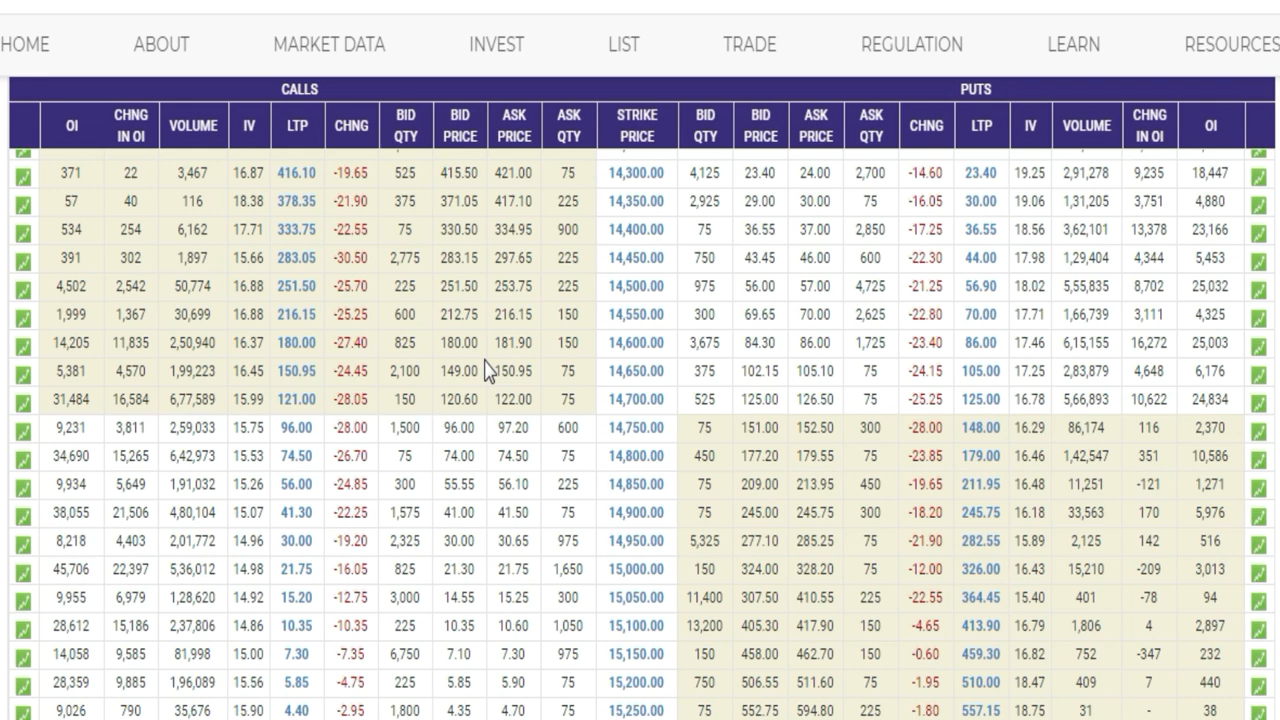 HOME ABOUT MARKET DATA INVEST LIST TRADE REGULATION LEARN RESOURCES
CALLS PUTS
OI CHNG IN OI VOLUME IV LTP CHNG BID QTY BID PRICE ASK PRICE ASK QTY STRIKE PRICE BID QTY BID PRICE ASK PRICE ASK QTY CHNG LTP IV VOLUME CHNG IN OI OI
371 22 3,467 16.87 416.10 -19.65 525 415.50 421.00 75 14,300.00 4,125 23.40 24.00 2,700 -14.60 23.40 19.25 2,91,278 9,235 18,447
57 40 116 18.38 378.35 -21.90 375 371.05 417.10 225 14,350.00 2,925 29.00 30.00 75 -16.05 30.00 19.06 1,31,205 3,751 4,880
534 254 6,162 17.71 333.75 -22.55 75 330.50 334.95 900 14,400.00 75 36.55 37.00 2,850 -17.25 36.55 18.56 3,62,101 13,378 23,166
391 302 1,897 15.66 283.05 -30.50 2,775 283.15 297.65 225 14,450.00 750 43.45 46.00 600 -22.30 44.00 17.98 1,29,404 4,344 5,453
4,502 2,542 50,774 16.88 251.50 -25.70 225 251.50 253.75 225 14,500.00 975 56.00 57.00 4,725 -21.25 56.90 18.02 5,55,835 8,702 25,032
1,999 1,367 30,699 16.88 216.15 -25.25 600 212.75 216.15 150 14,550.00 300 69.65 70.00 2,625 -22.80 70.00 17.71 1,66,739 3,111 4,325
14,205 11,835 2,50,940 16.37 180.00 -27.40 825 180.00 181.90 150 14,600.00 3,675 84.30 86.00 1,725 -23.40 86.00 17.46 6,15,155 16,272 25,003
5,381 4,570 1,99,223 16.45 150.95 -24.45 2,100 149.00 150.95 75 14,650.00 375 102.15 105.10 75 -24.15 105.00 17.25 2,83,879 4,648 6,176
31,484 16,584 6,77,589 15.99 121.00 -28.05 150 120.60 122.00 75 14,700.00 525 125.00 126.50 75 -25.25 125.00 16.78 5,66,893 10,622 24,834
9,231 3,811 2,59,033 15.75 96.00 -28.00 1,500 96.00 97.20 600 14,750.00 75 151.00 152.50 300 -28.00 148.00 16.29 86,174 116 2,370
34,690 15,265 6,42,973 15.53 74.50 -26.70 75 74.00 74.50 75 14,800.00 450 177.20 179.55 75 -23.85 179.00 16.46 1,42,547 351 10,586
9,934 5,649 1,91,032 15.26 56.00 -24.85 300 55.55 56.10 225 14,850.00 75 209.00 213.95 450 -19.65 211.95 16.48 11,251 -121 1,271
38,055 21,506 4,80,104 15.07 41.30 -22.25 1,575 41.00 41.50 75 14,900.00 75 245.00 245.75 300 -18.20 245.75 16.18 33,563 170 5,976
8,218 4,403 2,01,772 14.96 30.00 -19.20 2,325 30.00 30.65 975 14,950.00 5,325 277.10 285.25 75 -21.90 282.55 15.89 2,125 142 516
45,706 22,397 5,36,012 14.98 21.75 -16.05 825 21.30 21.75 1,650 15,000.00 150 324.00 328.20 75 -12.00 326.00 16.43 15,210 -209 3,013
9,955 6,979 1,28,620 14.92 15.20 -12.75 3,000 14.55 15.25 300 15,050.00 11,400 307.50 410.55 225 -22.55 364.45 15.40 401 -78 94
28,612 15,186 2,37,806 14.86 10.35 -10.35 225 10.35 10.60 1,050 15,100.00 13,200 405.30 417.90 150 -4.65 413.90 16.79 1,806 4 2,897
14,058 9,585 81,998 15.00 7.30 -7.35 6,750 7.10 7.30 975 15,150.00 150 458.00 462.70 150 -0.60 459.30 16.82 752 -347 232
28,359 9,885 1,96,089 15.56 5.85 -4.75 225 5.85 5.90 75 15,200.00 750 506.55 511.60 75 -1.95 510.00 18.47 409 7 440
9,026 790 35,676 15.90 4.40 -2.95 1,800 4.35 4.70 75 15,250.00 75 552.75 594.80 225 -1.80 557.15 18.75 31 - 38